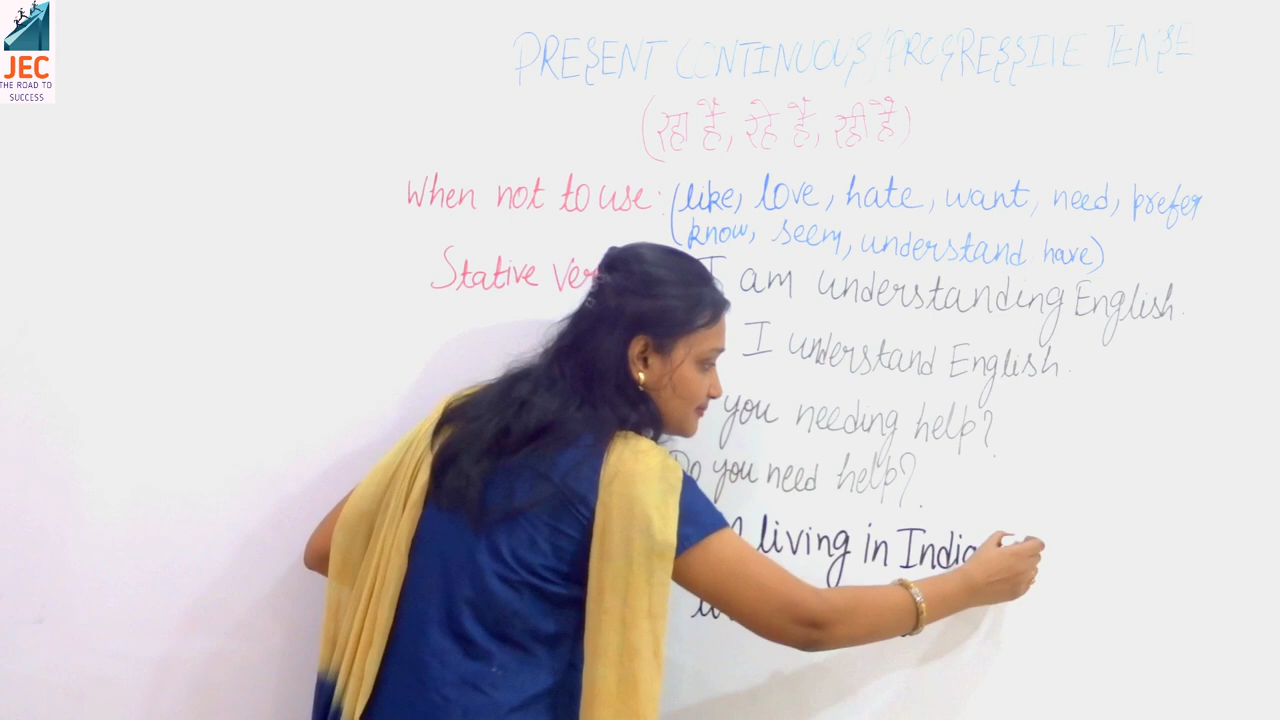 JEC
THE ROAD TO
SUCCESS
PRESENT CONTINUOUS/PROGRESSIVE TENSE
(रहा है, रहे हैं, रही है)
When not to use: (like, love, hate, want, need, prefer
(know, seem, understand have)
Stative
I am understanding English.
I understand English.
you needing help?
Do you need help?
living in India